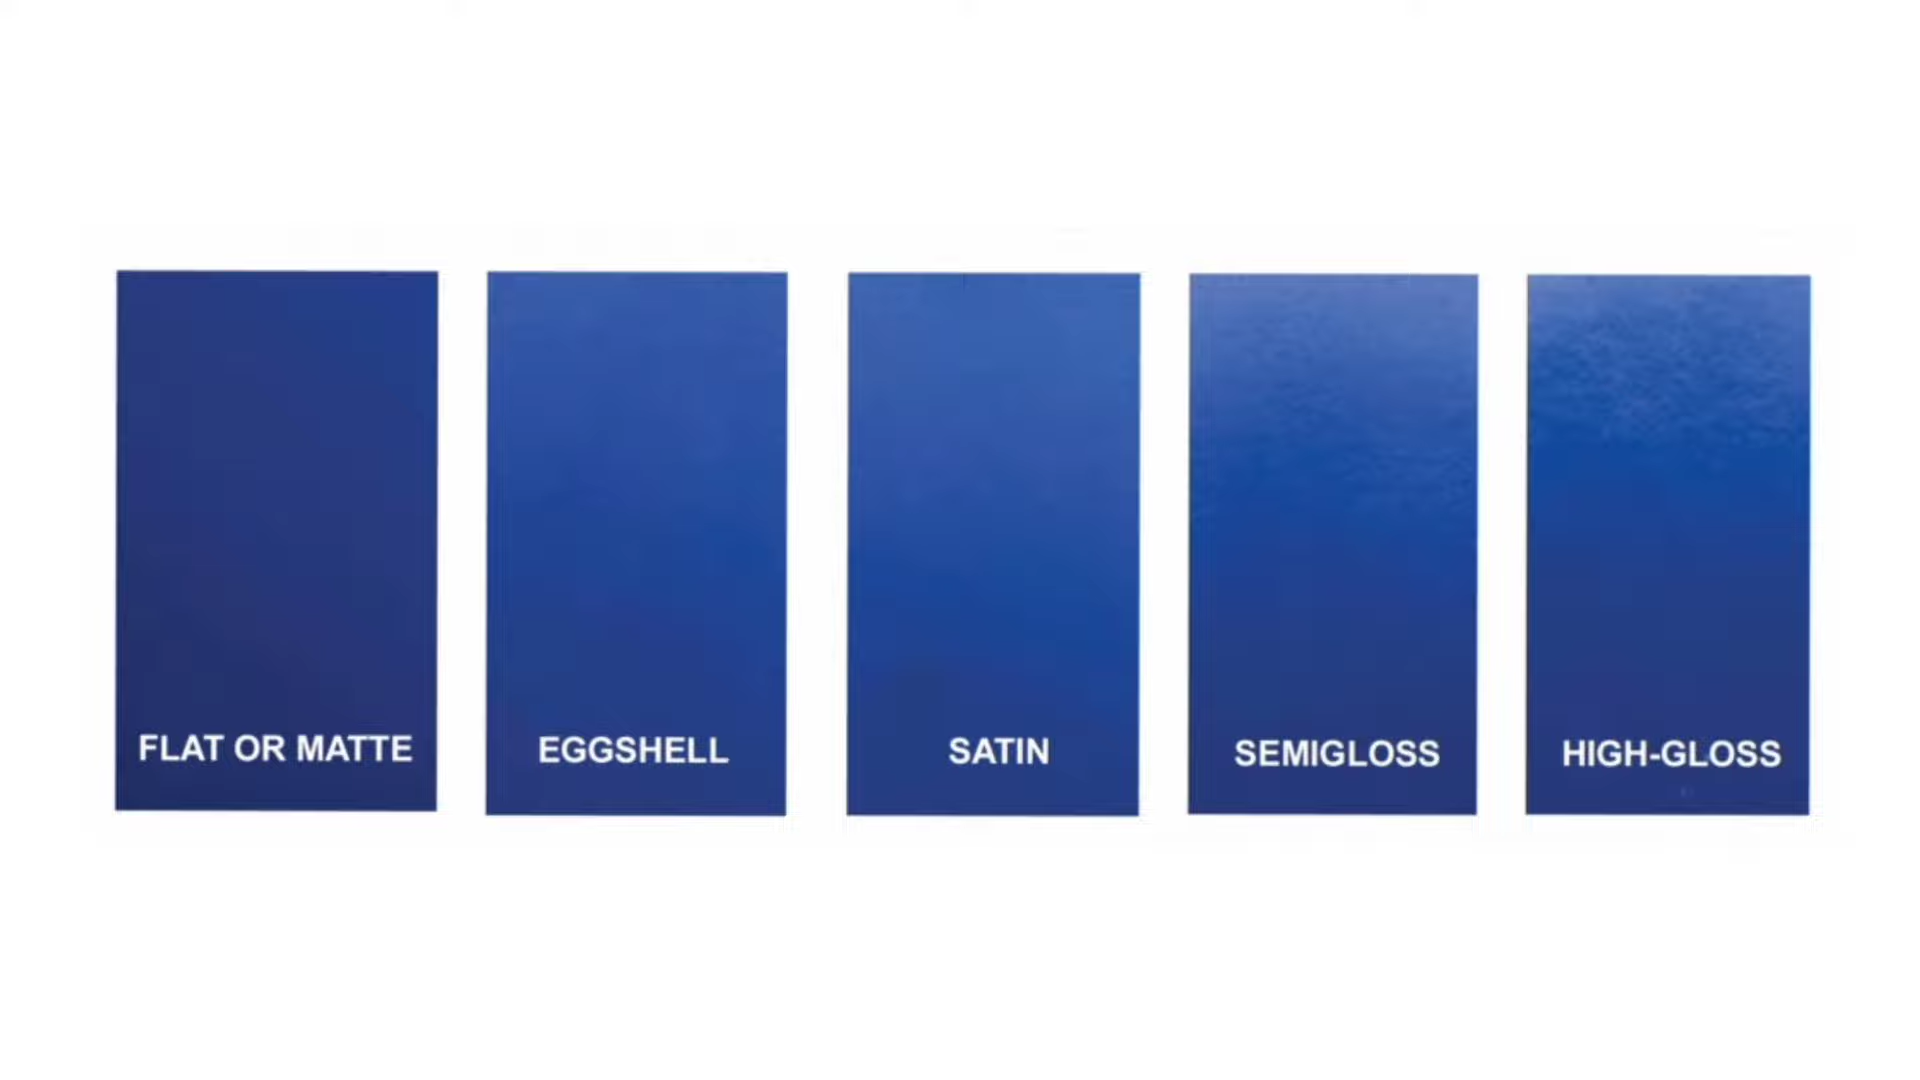 FLAT OR MATTE
EGGSHELL
SATIN
SEMIGLOSS
HIGH-GLOSS